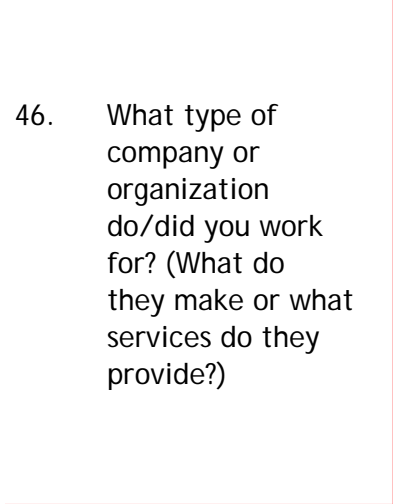 46. What type of
company or
organization
do/did you work
for? (What do
they make or what
services do they
provide?)